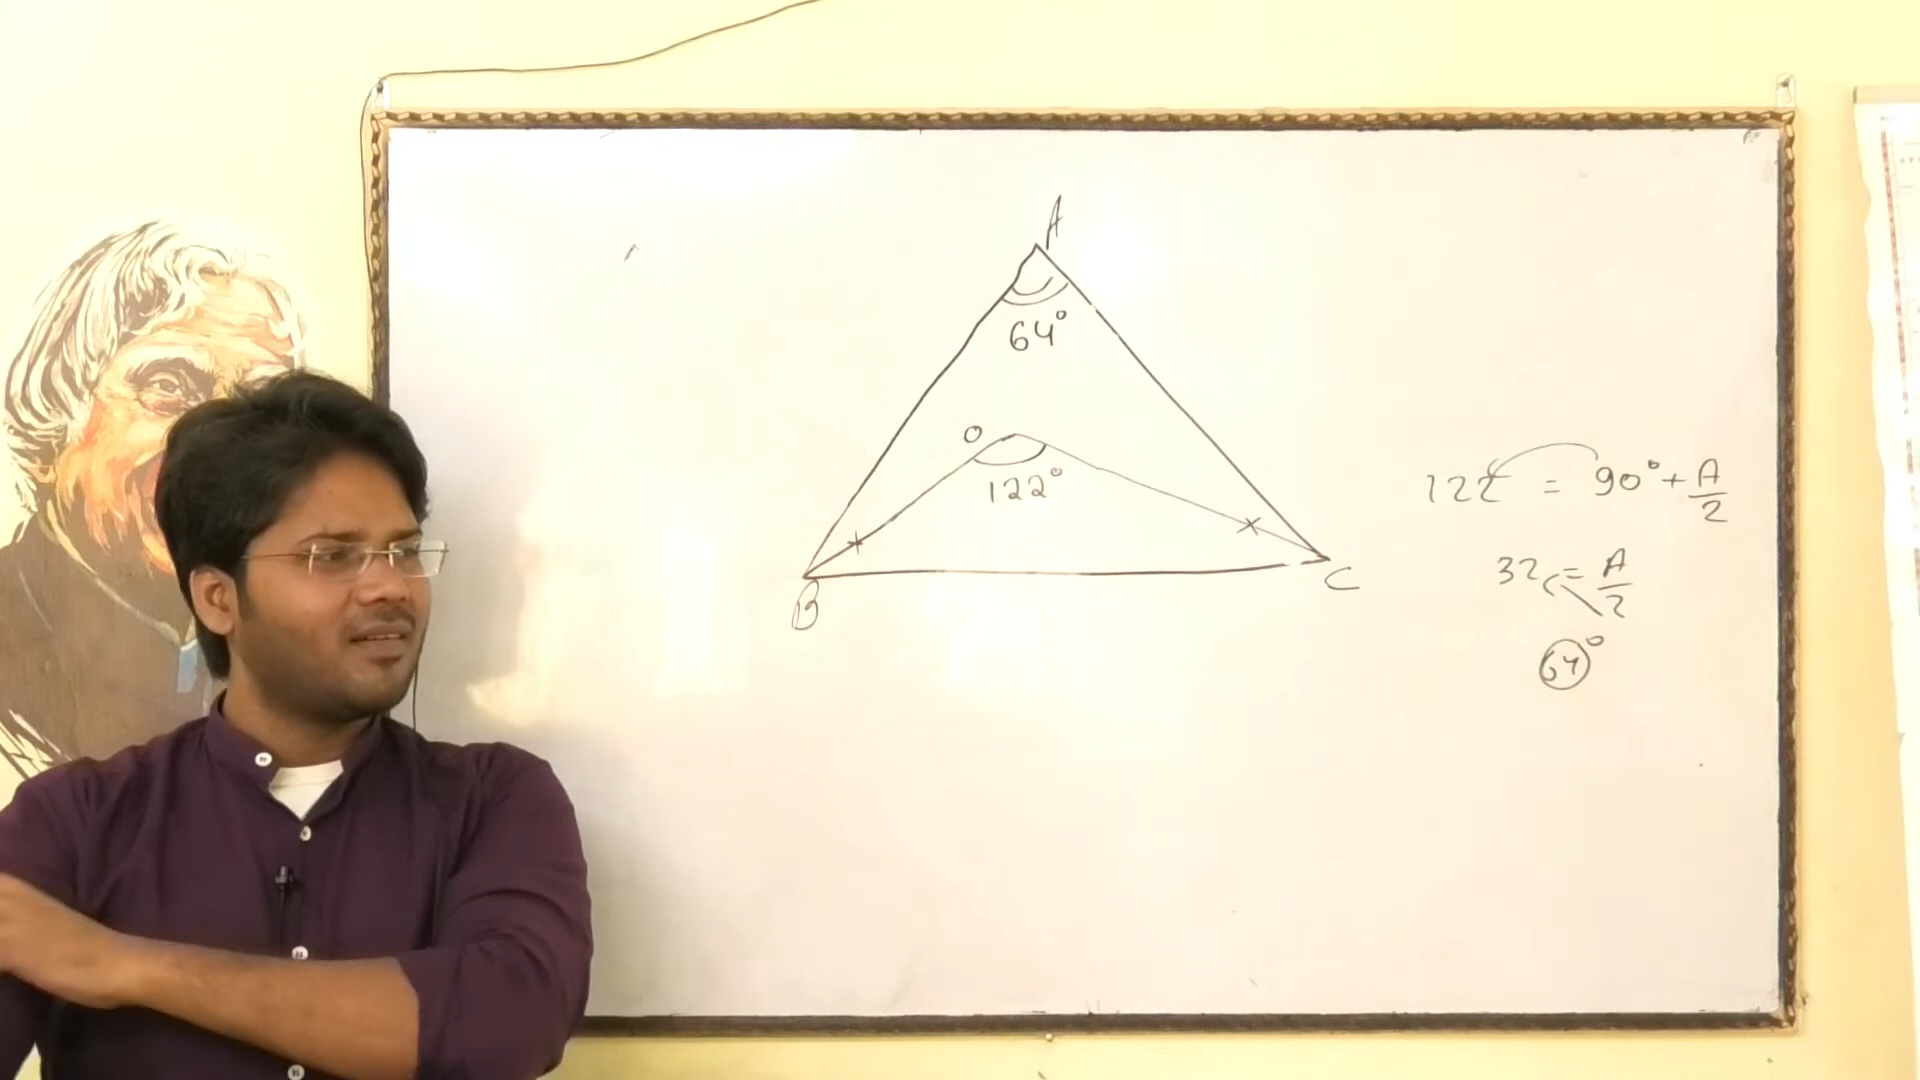 A
64°
O
122°
B
C
122 = 90° + A/2
32 = A/2
64°